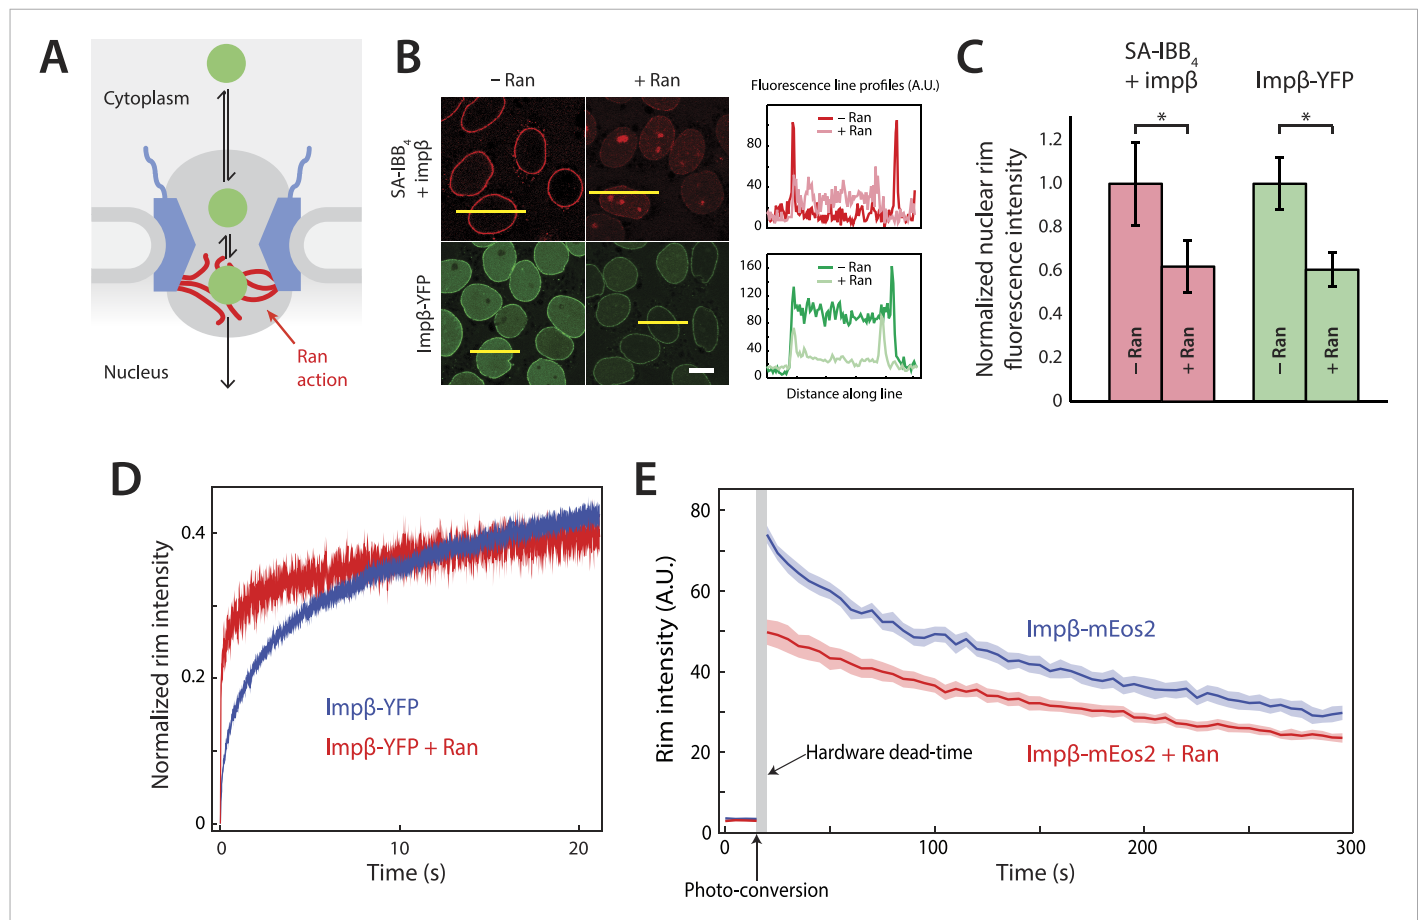 A
Cytoplasm
Nucleus
Ran
action
B
– Ran
+ Ran
SA-IBB4
+ impβ
Impβ-YFP
Fluorescence line profiles (A.U.)
– Ran
+ Ran
120
80
40
0
– Ran
+ Ran
160
120
80
40
0
Distance along line
C
SA-IBB4
+ impβ
Impβ-YFP
*
*
Normalized nuclear rim
fluorescence intensity
1.2
1.0
0.8
0.6
0.4
0.2
0
– Ran
+ Ran
– Ran
+ Ran
D
Normalized rim intensity
0.4
0.2
0
Impβ-YFP
Impβ-YFP + Ran
0
10
20
Time (s)
E
Rim intensity (A.U.)
80
60
40
20
0
Impβ-mEos2
Impβ-mEos2 + Ran
Hardware dead-time
0
100
200
300
Time (s)
Photo-conversion